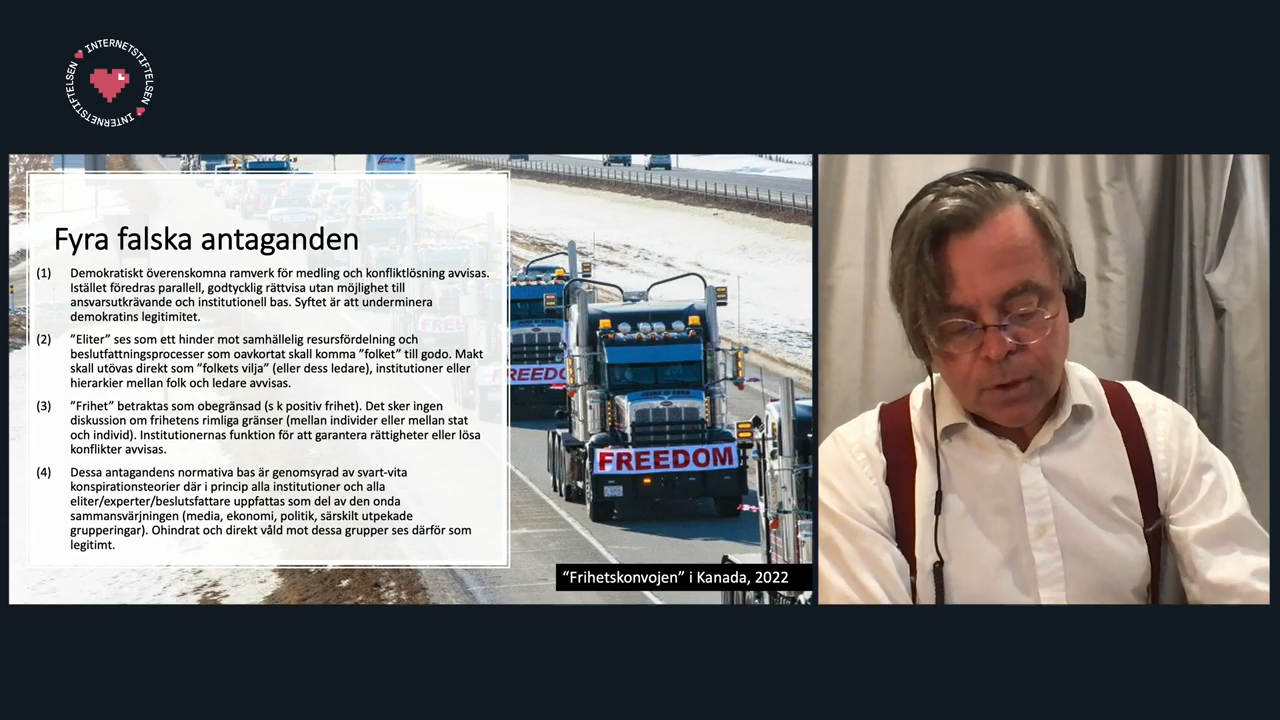 INTERNETSTIFTELSEN
INTERNETSTIFTELSEN
Fyra falska antaganden
(1) Demokratiskt överenskomna ramverk för medling och konfliktlösning avvisas.
Istället föredras parallell, godtycklig rättvisa utan möjlighet till
ansvarsutkrävande och institutionell bas. Syftet är att underminera
demokratins legitimitet.
(2) ”Eliter” ses som ett hinder mot samhällelig resursfördelning och
beslutfattningsprocesser som oavkortat skall komma ”folket” till godo. Makt
skall utövas direkt som ”folkets vilja” (eller dess ledare), institutioner eller
hierarkier mellan folk och ledare avvisas.
(3) ”Frihet” betraktas som obegränsad (s k positiv frihet). Det sker ingen
diskussion om frihetens rimliga gränser (mellan individer eller mellan stat
och individ). Institutionernas funktion för att garantera rättigheter eller lösa
konflikter avvisas.
(4) Dessa antagandens normativa bas är genomsyrad av svart-vita
konspirationsteorier där i princip alla institutioner och alla
eliter/experter/beslutsfattare uppfattas som del av den onda
sammansvärjningen (media, ekonomi, politik, särskilt utpekade
grupperingar). Ohindrat och direkt våld mot dessa grupper ses därför som
legitimt.
FREEDO
FREEDOM
“Frihetskonvojen” i Kanada, 2022